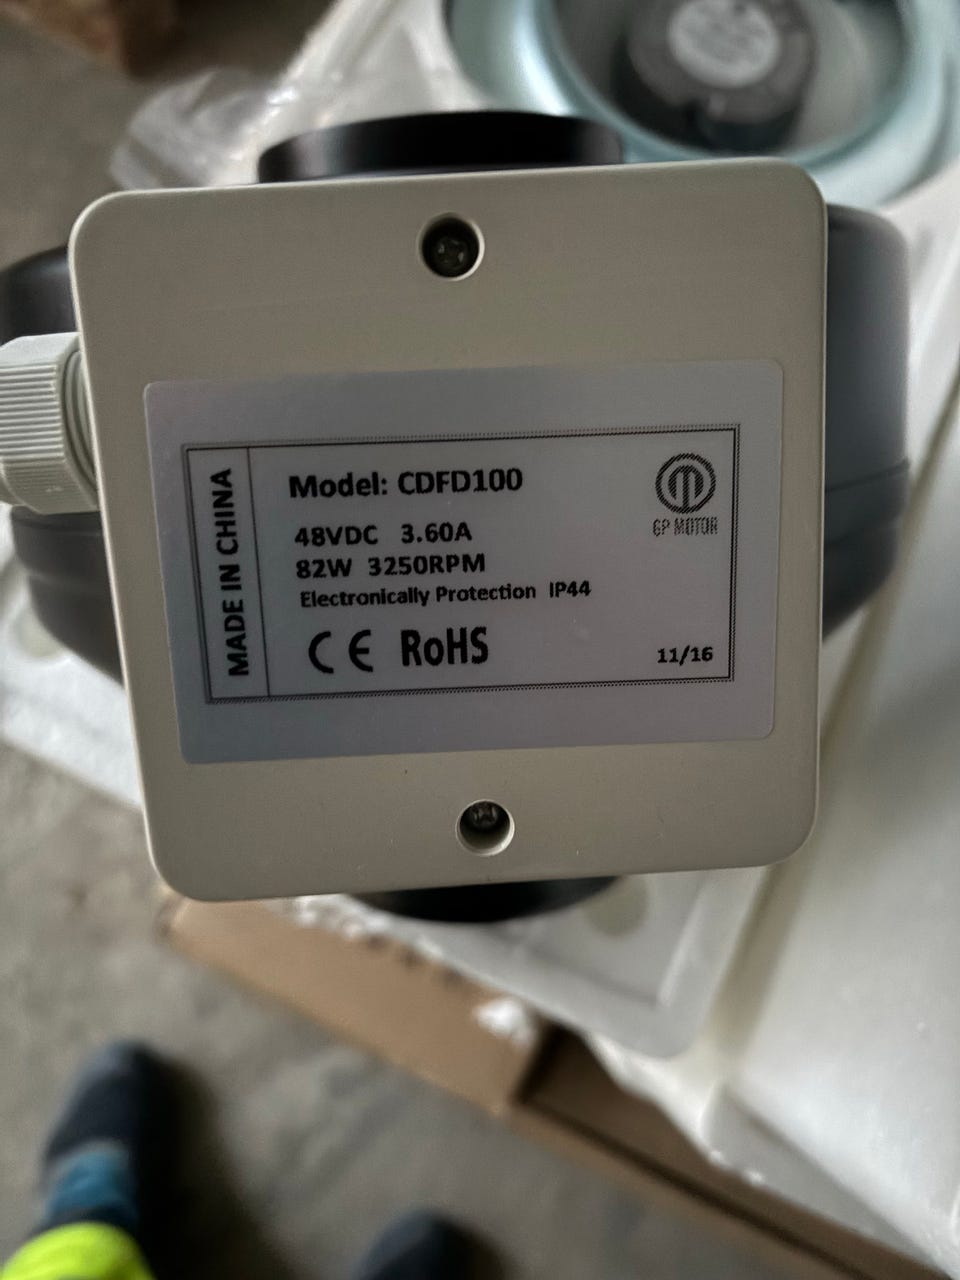 MADE IN CHINA
Model: CDFD100
48VDC 3.60A
82W 3250RPM
Electronically Protection IP44
CE RoHS
GP MOTOR
11/16